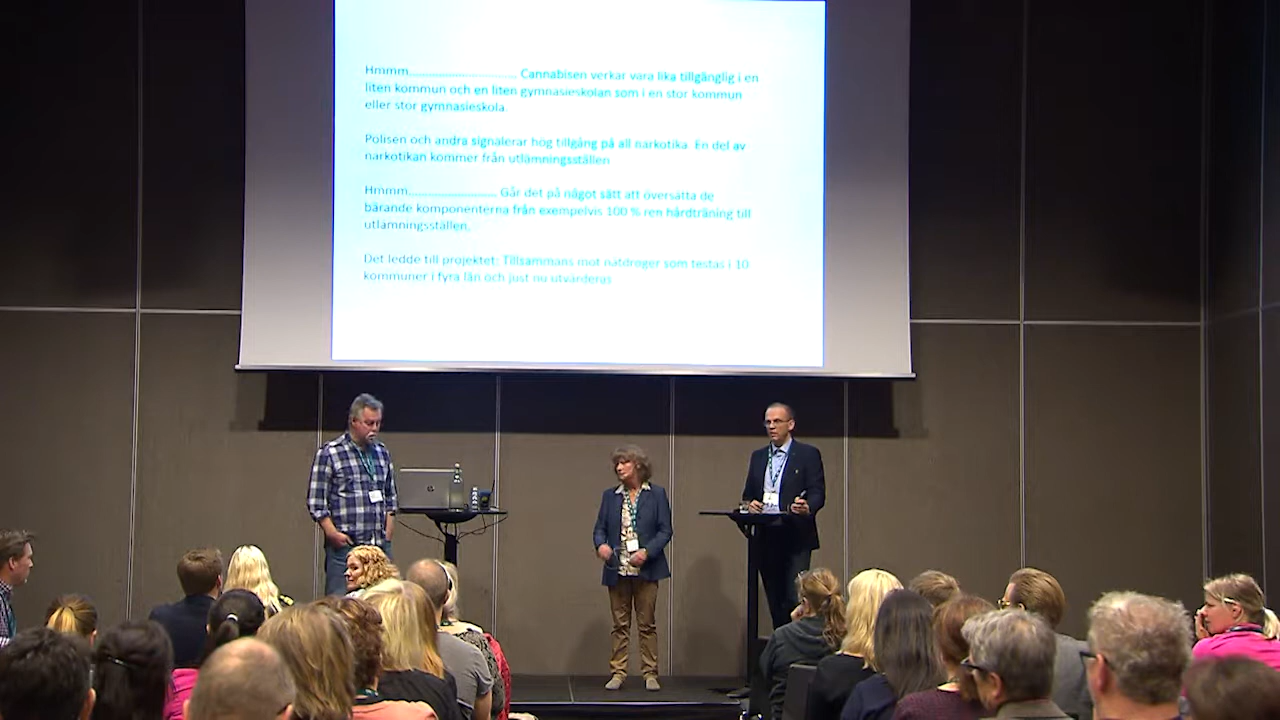 Hmmm............................... Cannabisen verkar vara lika tillgänglig i en
liten kommun och en liten gymnasieskolan som i en stor kommun
eller stor gymnasieskola.
Polisen och andra signalerar hög tillgång på all narkotika. En del av
narkotikan kommer från utlämningsställen
Hmmm......................... Går det på något sätt att översätta de
bärande komponenterna från exempelvis 100 % ren hårdträning till
utlämningsställen.
Det ledde till projektet: Tillsammans mot nätdroger som testas i 10
kommuner i fyra län och just nu utvärderas